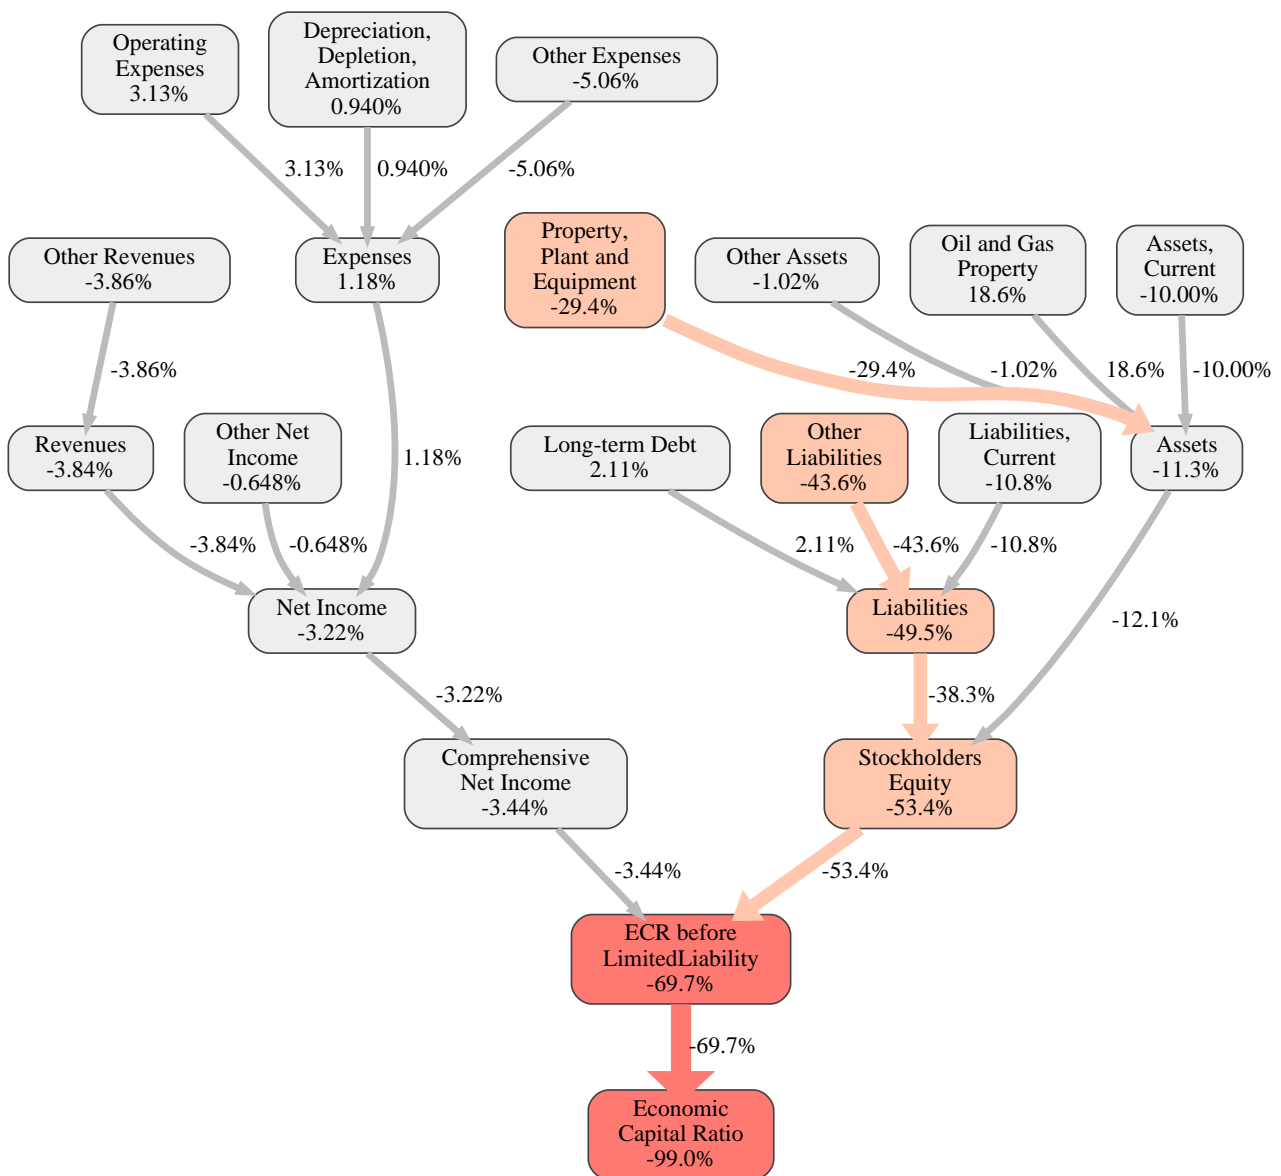 Operating
Expenses
3.13%
Depreciation,
Depletion,
Amortization
0.940%
Other Expenses
-5.06%
3.13%
0.940%
-5.06%
Other Revenues
-3.86%
Expenses
1.18%
Property,
Plant and
Equipment
-29.4%
Other Assets
-1.02%
Oil and Gas
Property
18.6%
Assets,
Current
-10.00%
-3.86%
-29.4%
-1.02%
18.6%
-10.00%
Revenues
-3.84%
Other Net
Income
-0.648%
1.18%
Long-term Debt
2.11%
Other
Liabilities
-43.6%
Liabilities,
Current
-10.8%
Assets
-11.3%
-3.84%
-0.648%
2.11%
-43.6%
-10.8%
Net Income
-3.22%
Liabilities
-49.5%
-12.1%
-3.22%
-38.3%
Comprehensive
Net Income
-3.44%
Stockholders
Equity
-53.4%
-3.44%
-53.4%
ECR before
LimitedLiability
-69.7%
-69.7%
Economic
Capital Ratio
-99.0%